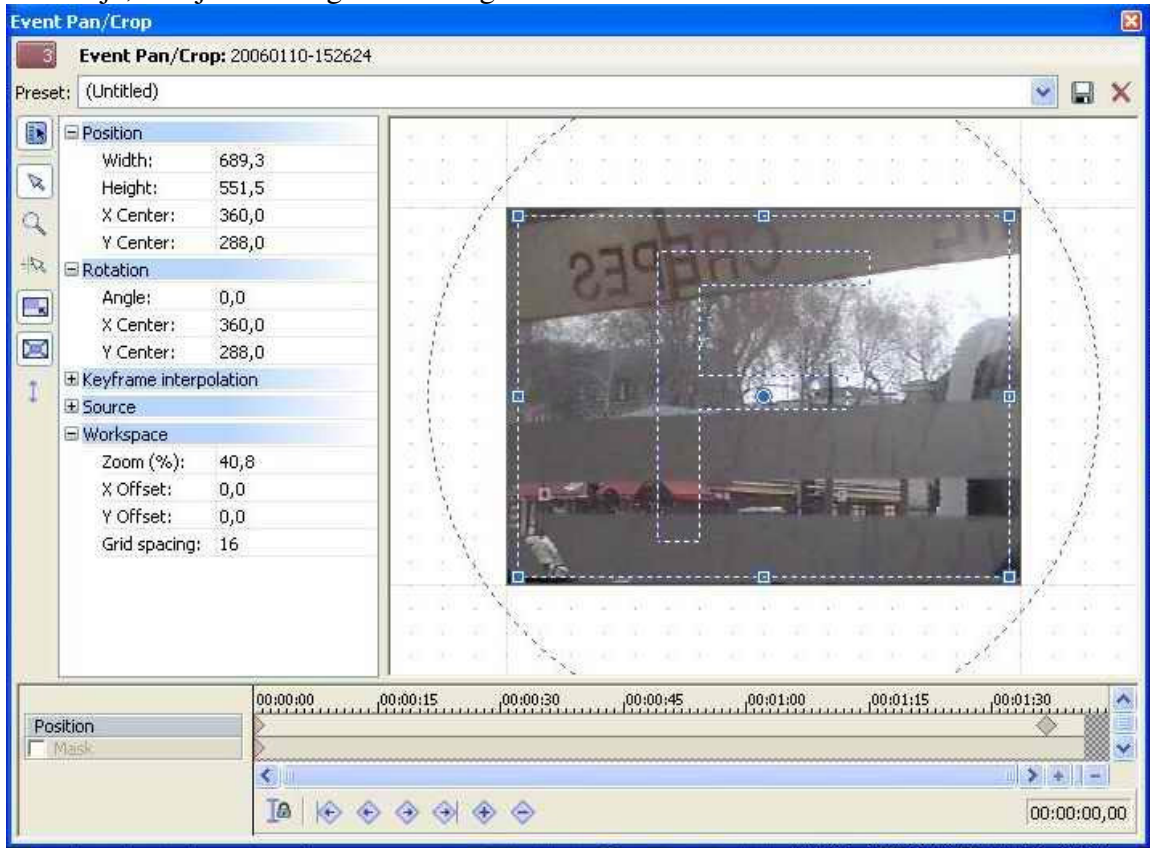 Event Pan/Crop
3 Event Pan/Crop: 20060110-152624
Preset: (Untitled)
Position
Width: 689,3
Height: 551,5
X Center: 360,0
Y Center: 288,0
Rotation
Angle: 0,0
X Center: 360,0
Y Center: 288,0
Keyframe interpolation
Source
Workspace
Zoom (%): 40,8
X Offset: 0,0
Y Offset: 0,0
Grid spacing: 16
CREPES
00:00:00 00:00:15 00:00:30 00:00:45 00:01:00 00:01:15 00:01:30
Position
Mask
00:00:00,00